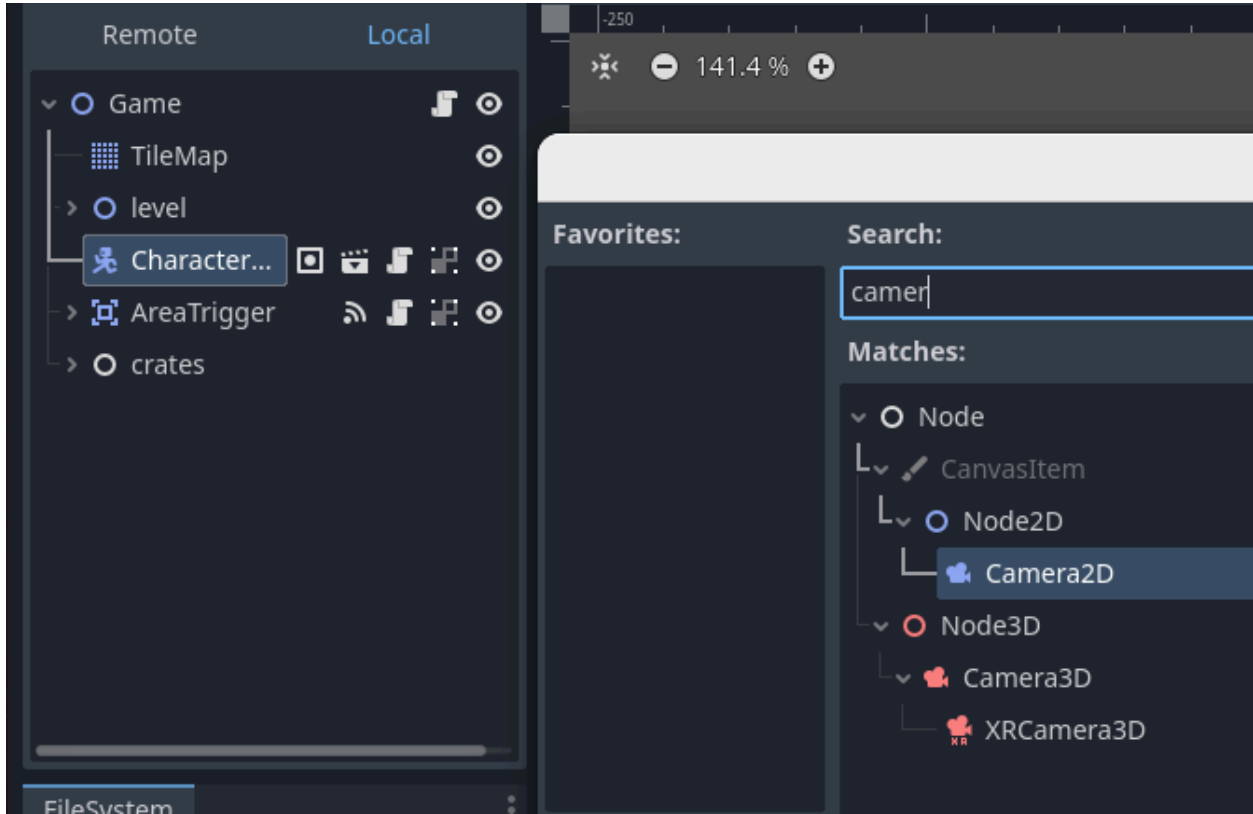 Remote Local
Game
TileMap
level
Character...
AreaTrigger
crates
FileSystem
-250
141.4 %
Favorites:
Search:
camer
Matches:
Node
CanvasItem
Node2D
Camera2D
Node3D
Camera3D
XRCamera3D